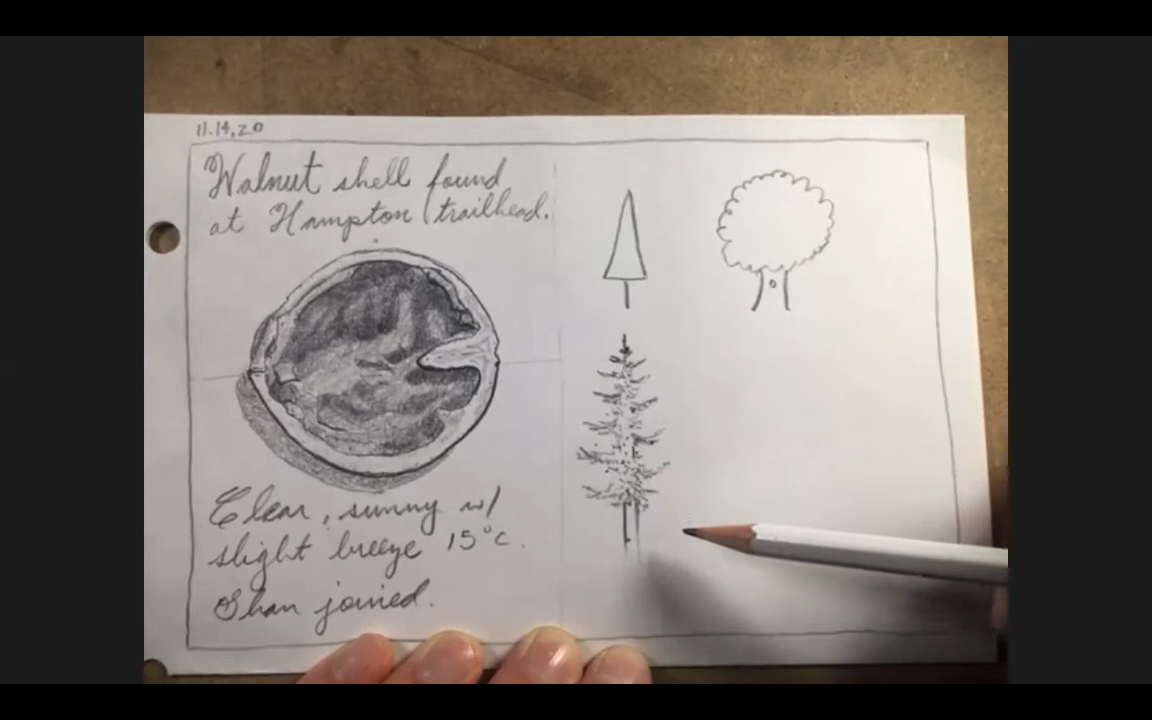 11.14.20
Walnut shell found
at Hampton trailhead.
Clear, sunny w/
slight breeze 15°C.
Shan joined.